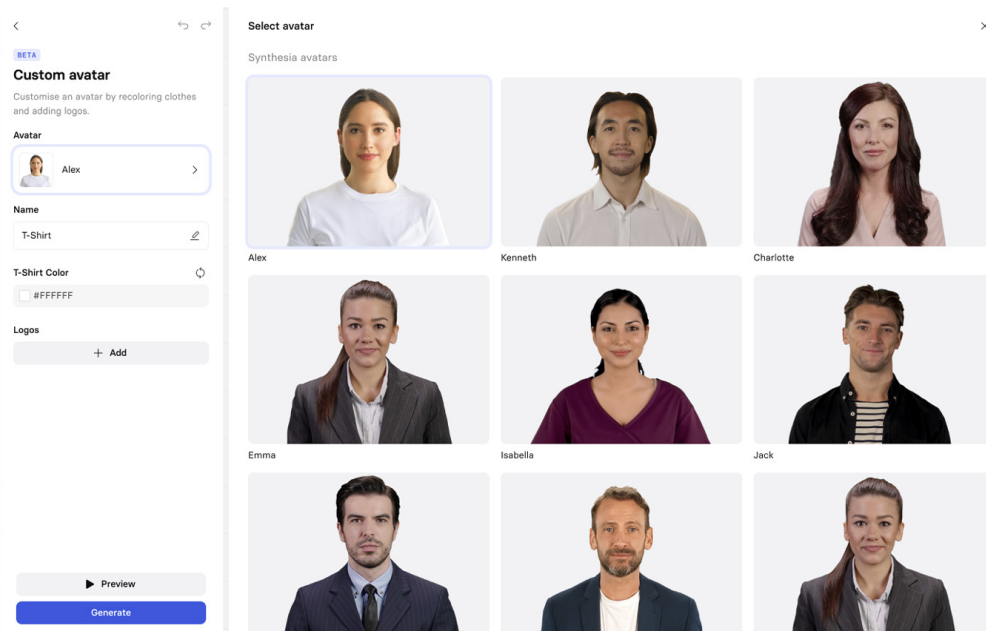 BETA
Custom avatar
Customise an avatar by recoloring clothes
and adding logos.
Avatar
Alex
Name
T-Shirt
T-Shirt Color
#FFFFFF
Logos
+ Add
Preview
Generate
Select avatar
Synthesia avatars
Alex
Kenneth
Charlotte
Emma
Isabella
Jack